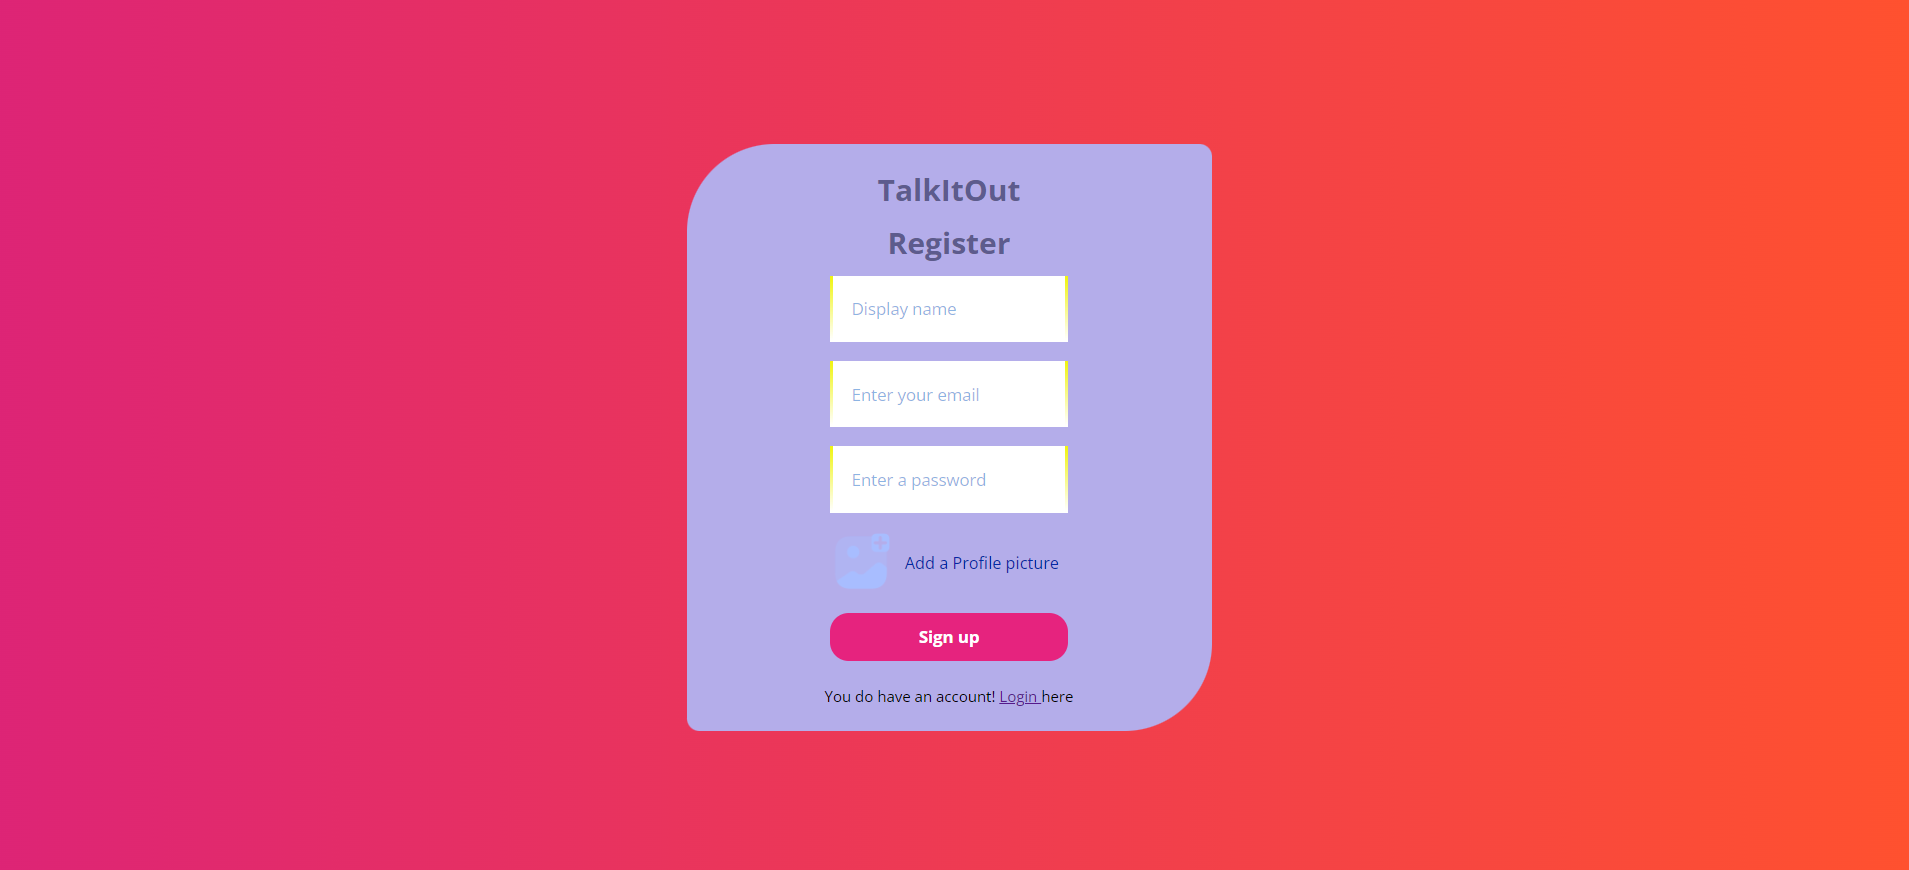 TalkItOut
Register
Display name
Enter your email
Enter a password
Add a Profile picture
Sign up
You do have an account! Login here